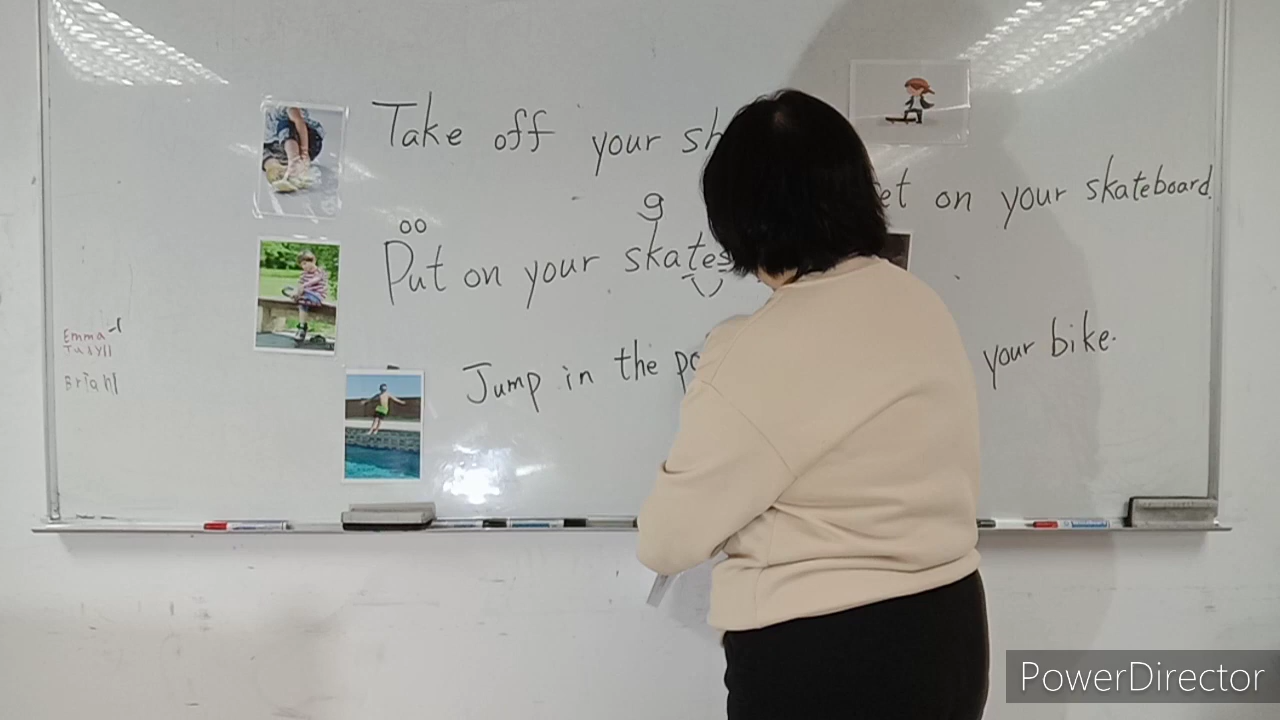 Take off your sh
et on your skateboard.
g
oo
Put on your skates
Jump in the po
your bike.
Emma
Brian
PowerDirector